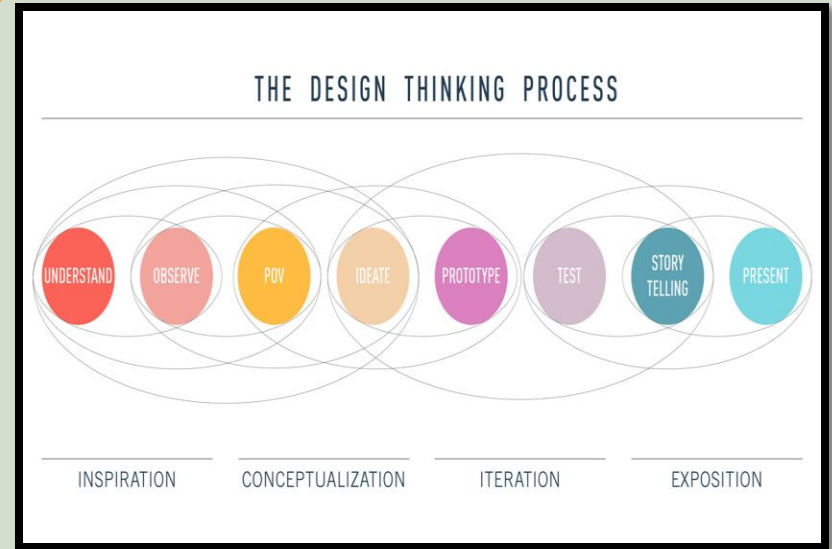 THE DESIGN THINKING PROCESS
UNDERSTAND
OBSERVE
POV
IDEATE
PROTOTYPE
TEST
STORY
TELLING
PRESENT
INSPIRATION
CONCEPTUALIZATION
ITERATION
EXPOSITION